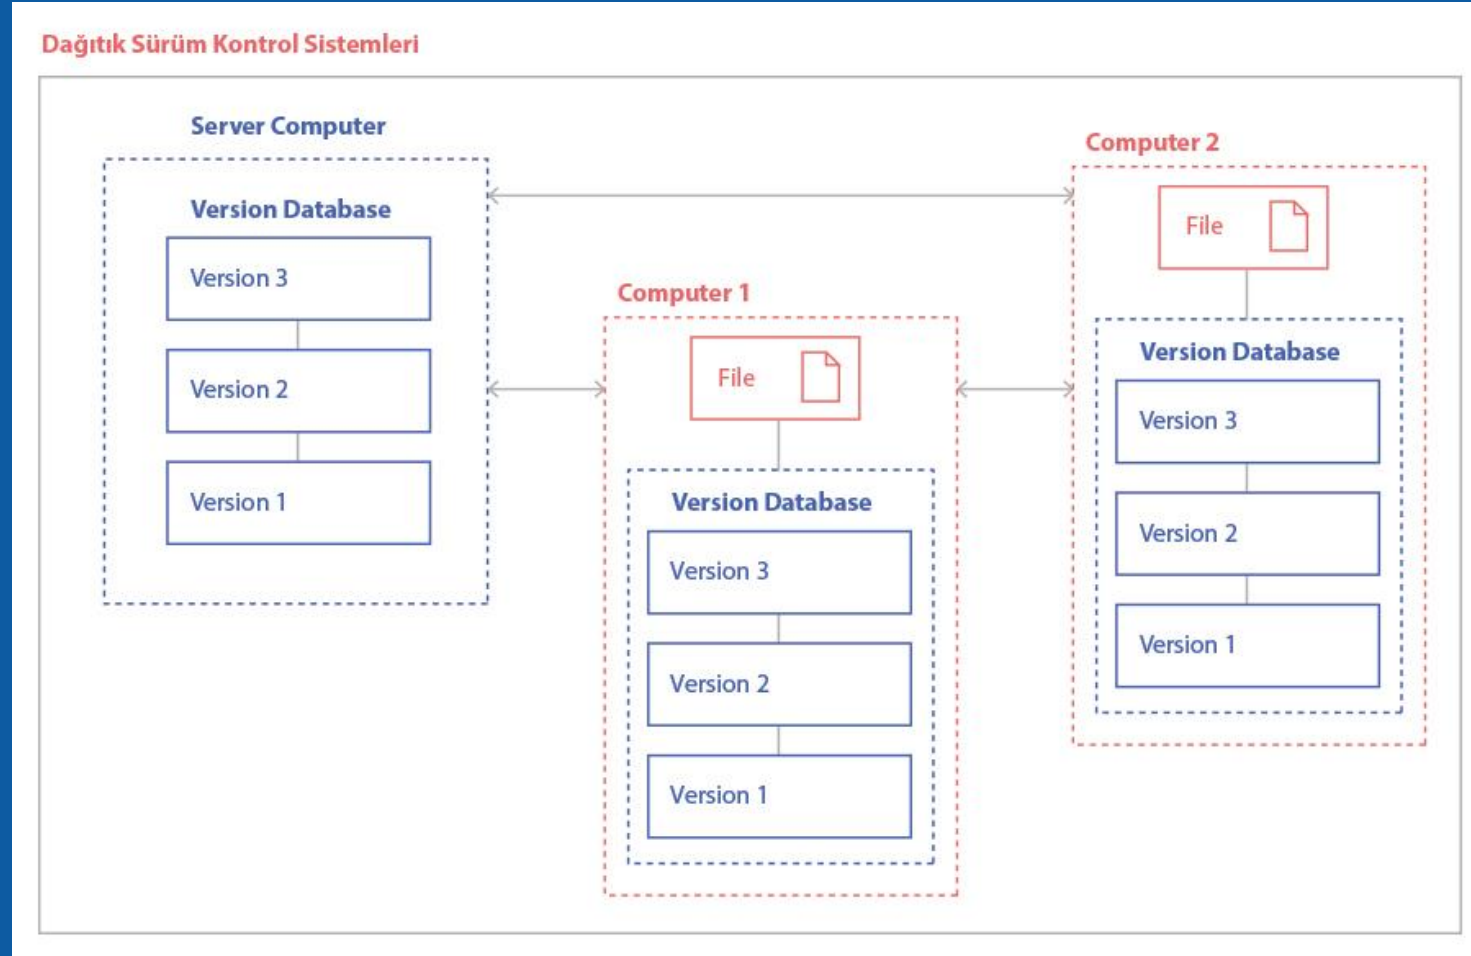 Dağıtık Sürüm Kontrol Sistemleri
Server Computer
Version Database
Version 3
Version 2
Version 1
Computer 1
File
Version Database
Version 3
Version 2
Version 1
Computer 2
File
Version Database
Version 3
Version 2
Version 1